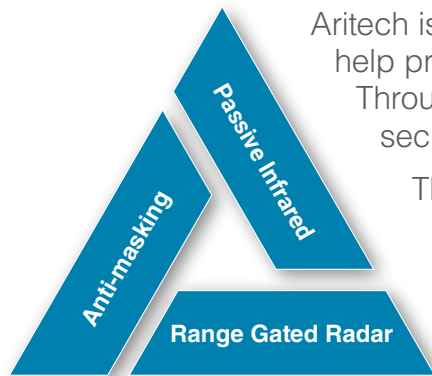 Aritech is
help pr
Throu
sec
Th
Passive Infrared
Anti-masking
Range Gated Radar